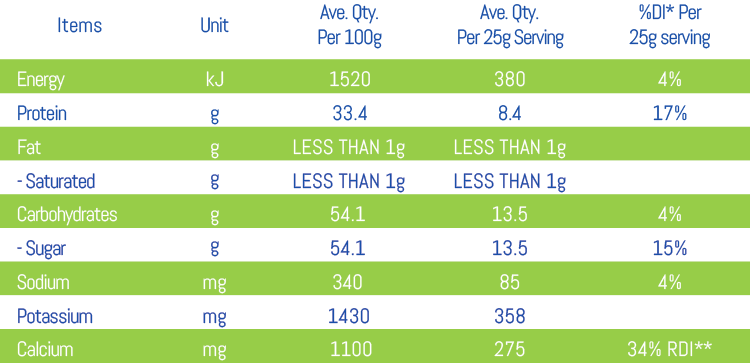 Items Unit Ave. Qty. Per 100g Ave. Qty. Per 25g Serving %DI* Per 25g serving
Energy kJ 1520 380 4%
Protein g 33.4 8.4 17%
Fat g LESS THAN 1g LESS THAN 1g
- Saturated g LESS THAN 1g LESS THAN 1g
Carbohydrates g 54.1 13.5 4%
- Sugar g 54.1 13.5 15%
Sodium mg 340 85 4%
Potassium mg 1430 358
Calcium mg 1100 275 34% RDI**